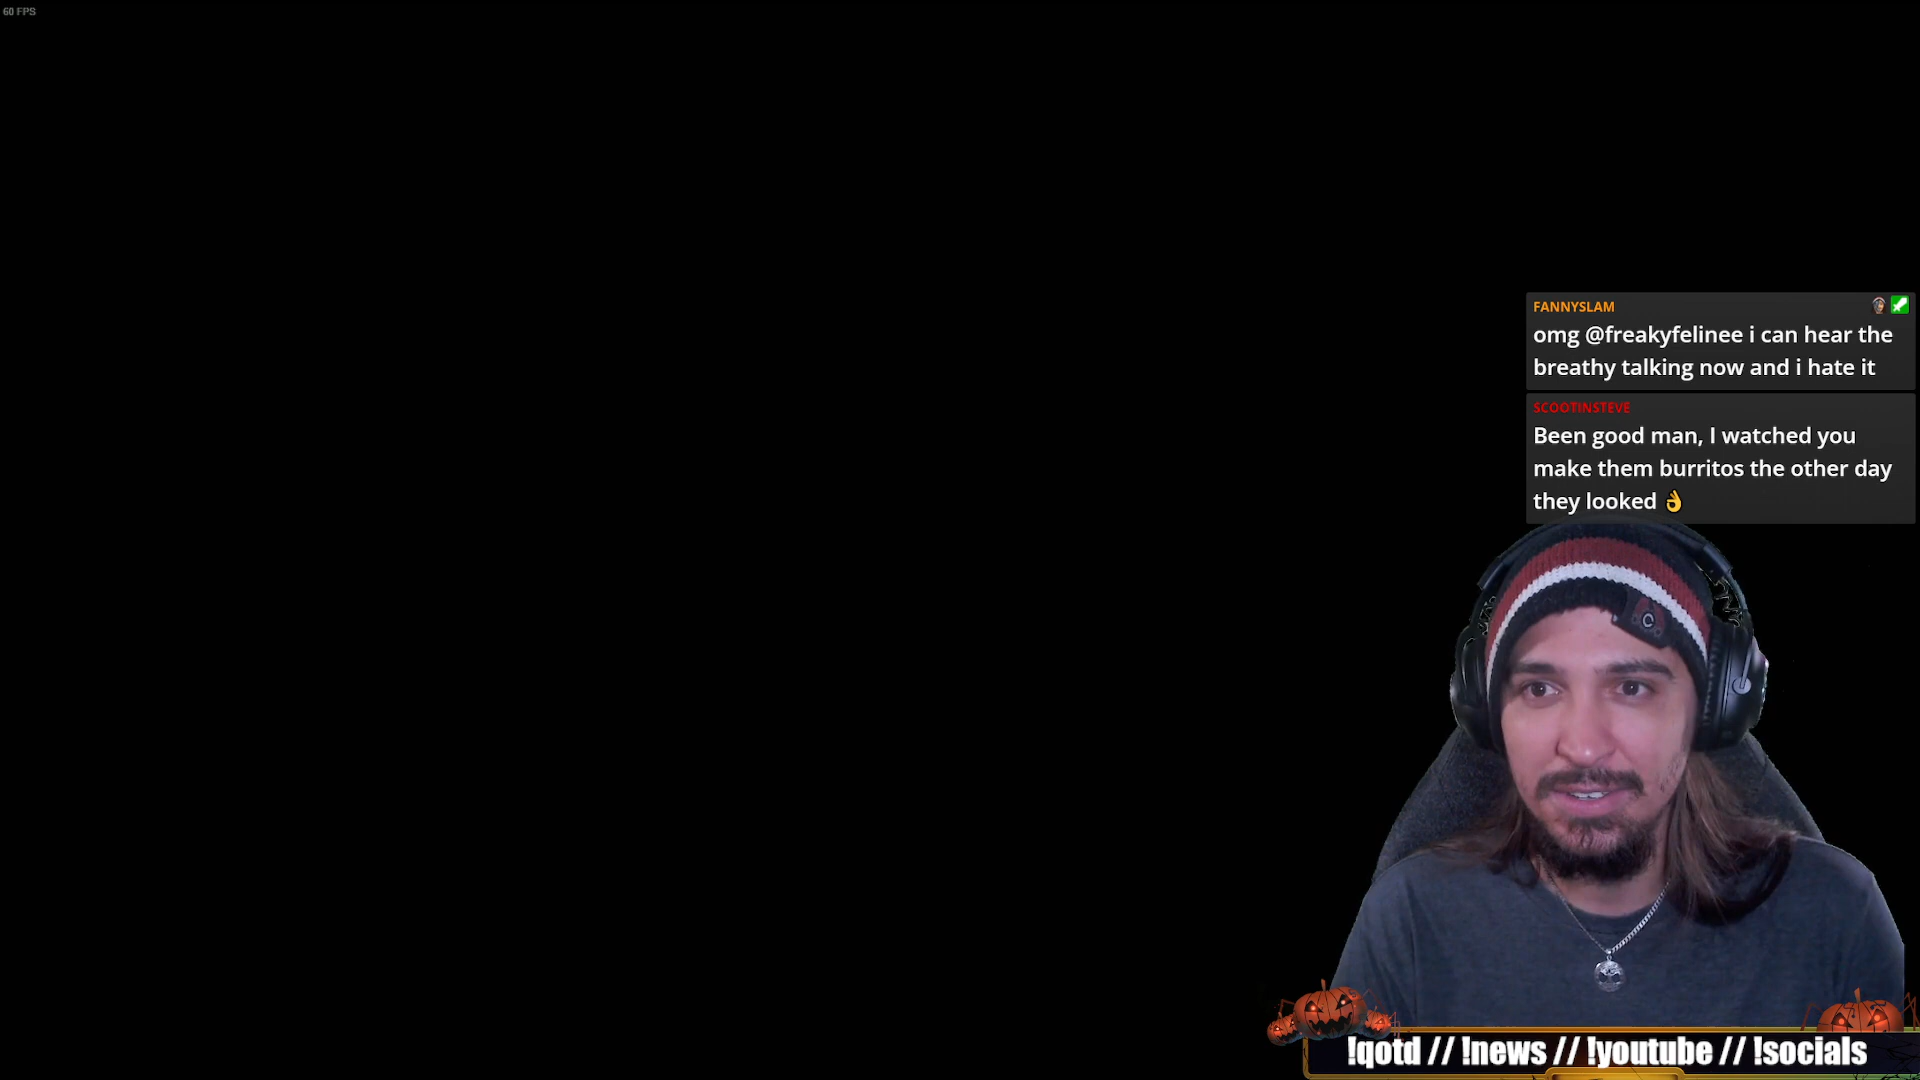 60 FPS
FANNYSLAM
omg @freakyfelinee i can hear the
breathy talking now and i hate it
SCOOTINSTEVE
Been good man, I watched you
make them burritos the other day
they looked 👌
!qotd // !news // !youtube // !socials